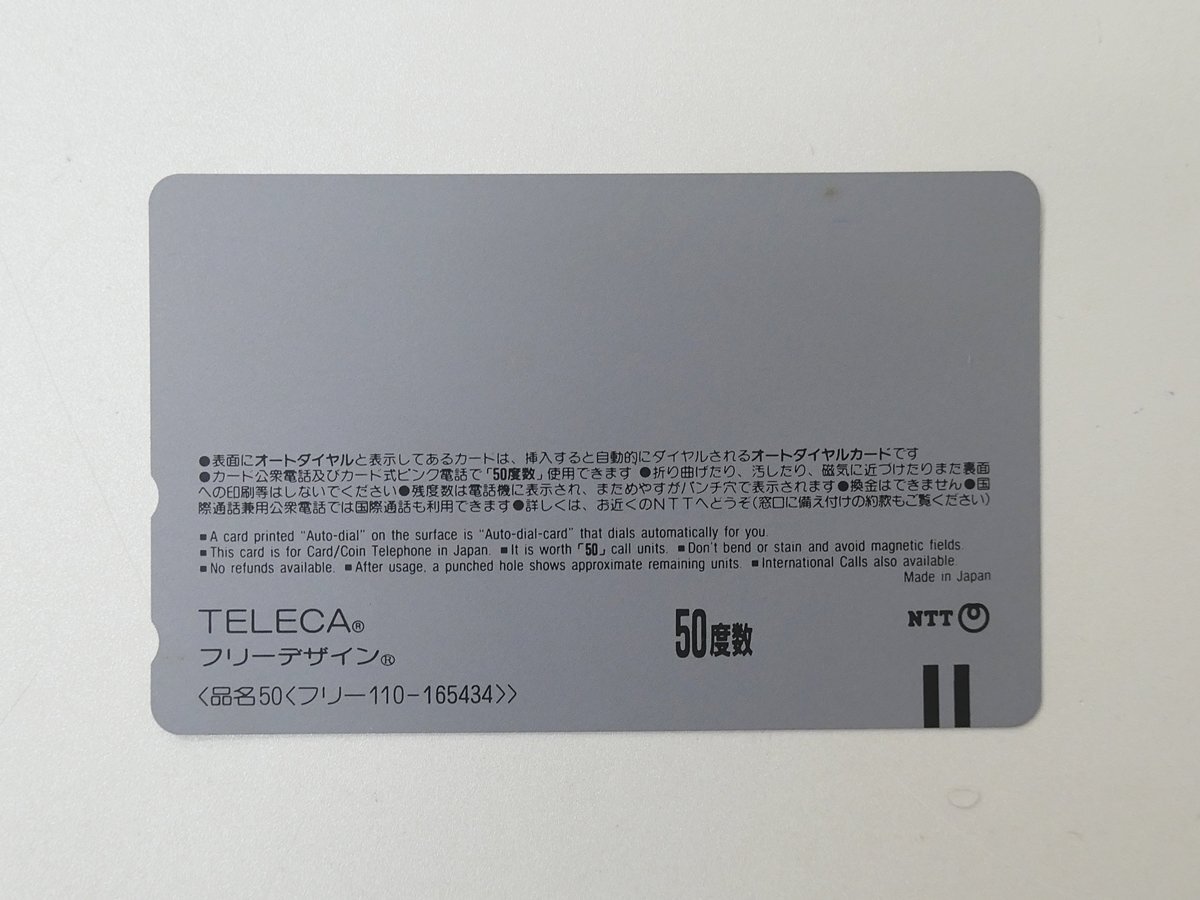 ●表面にオートダイヤルと表示してあるカードは、挿入すると自動的にダイヤルされるオートダイヤルカードです
●カード公衆電話及びカード式ピンク電話で「50度数」使用できます ●折り曲げたり、汚したり、磁気に近づけたりまた裏面
への印刷等はしないでください●残度数は電話機に表示され、まためやすがパンチ穴で表示されます●換金はできません●国
際通話兼用公衆電話では国際通話も利用できます●詳しくは、お近くのNTTへどうぞ(窓口に備え付けの約款もご覧ください)
■A card printed “Auto-dial” on the surface is “Auto-dial-card” that dials automatically for you.
■This card is for Card/Coin Telephone in Japan. ■It is worth「50」call units. ■Don't bend or stain and avoid magnetic fields.
■No refunds available. ■After usage, a punched hole shows approximate remaining units. ■International Calls also available.
Made in Japan
TELECA®
フリーデザイン®
50度数
NTT
〈品名50〈フリー110-165434〉〉